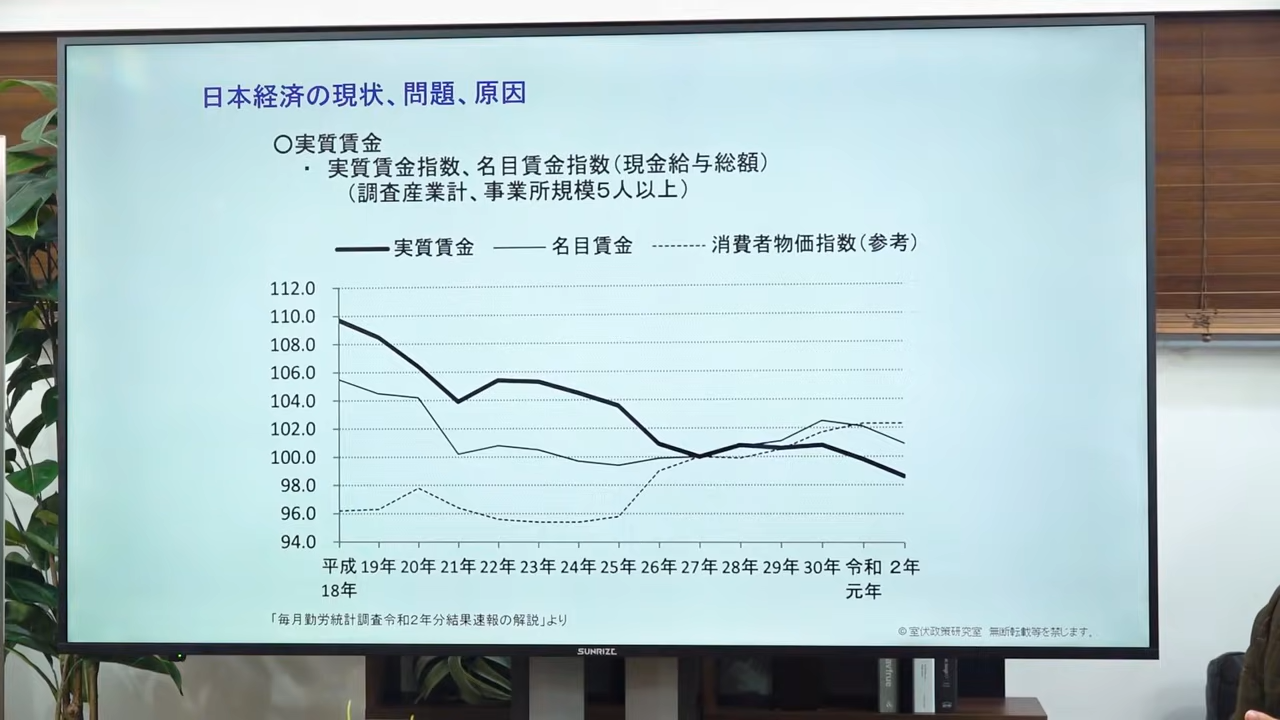 日本経済の現状、問題、原因
○実質賃金
・ 実質賃金指数、名目賃金指数(現金給与総額)
(調査産業計、事業所規模5人以上)
実質賃金 名目賃金 消費者物価指数(参考)
112.0
110.0
108.0
106.0
104.0
102.0
100.0
98.0
96.0
94.0
平成 19年 20年 21年 22年 23年 24年 25年 26年 27年 28年 29年 30年 令和 2年
18年 元年
「毎月勤労統計調査令和2年分結果速報の解説」より
© 室伏政策研究室 無断転載等を禁じます。
SUNRIZE